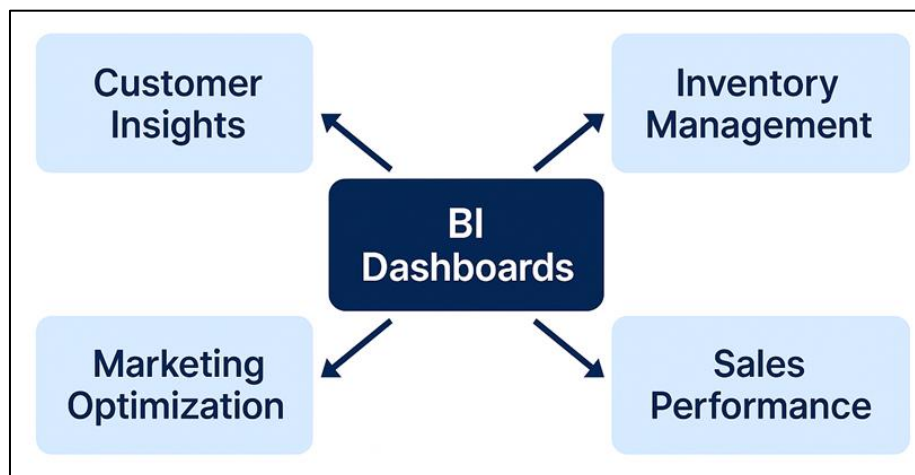 Customer
Insights
Inventory
Management
BI
Dashboards
Marketing
Optimization
Sales
Performance